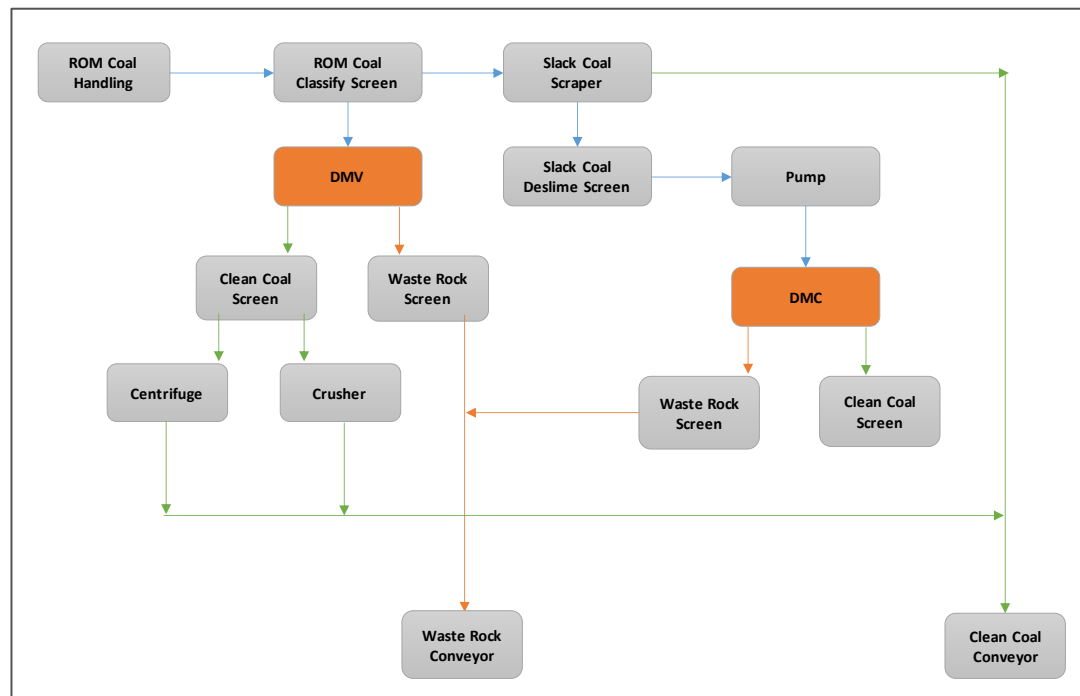 ROM Coal
Handling
ROM Coal
Classify Screen
Slack Coal
Scraper
DMV
Slack Coal
Deslime Screen
Pump
Clean Coal
Screen
Waste Rock
Screen
DMC
Centrifuge
Crusher
Waste Rock
Screen
Clean Coal
Screen
Waste Rock
Conveyor
Clean Coal
Conveyor